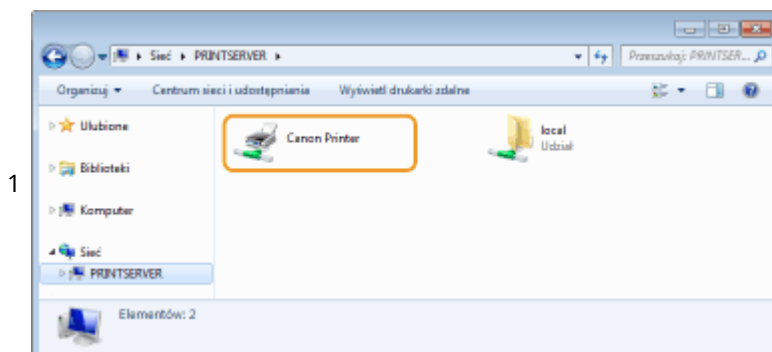 Sieć ▸ PRINTSERVER ▸
Przeszukaj: PRINTSER...
Organizuj
Centrum sieci i udostępniania
Wyświetl drukarki zdalne
Ulubione
Biblioteki
Komputer
Sieć
PRINTSERVER
Canon Printer
local
Udział
1
Elementów: 2